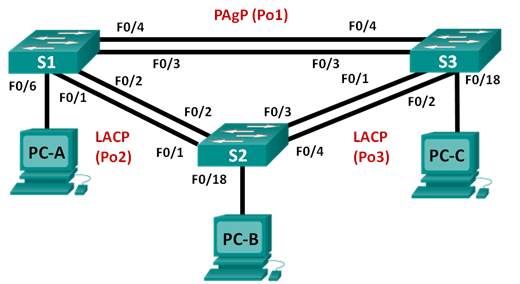 PAgP (Po1)
F0/4
F0/4
S1
S3
F0/3
F0/3
F0/6
F0/1
F0/2
F0/1
F0/2
F0/18
F0/2
F0/3
LACP
(Po2)
LACP
(Po3)
F0/1
F0/4
S2
PC-A
PC-C
F0/18
PC-B